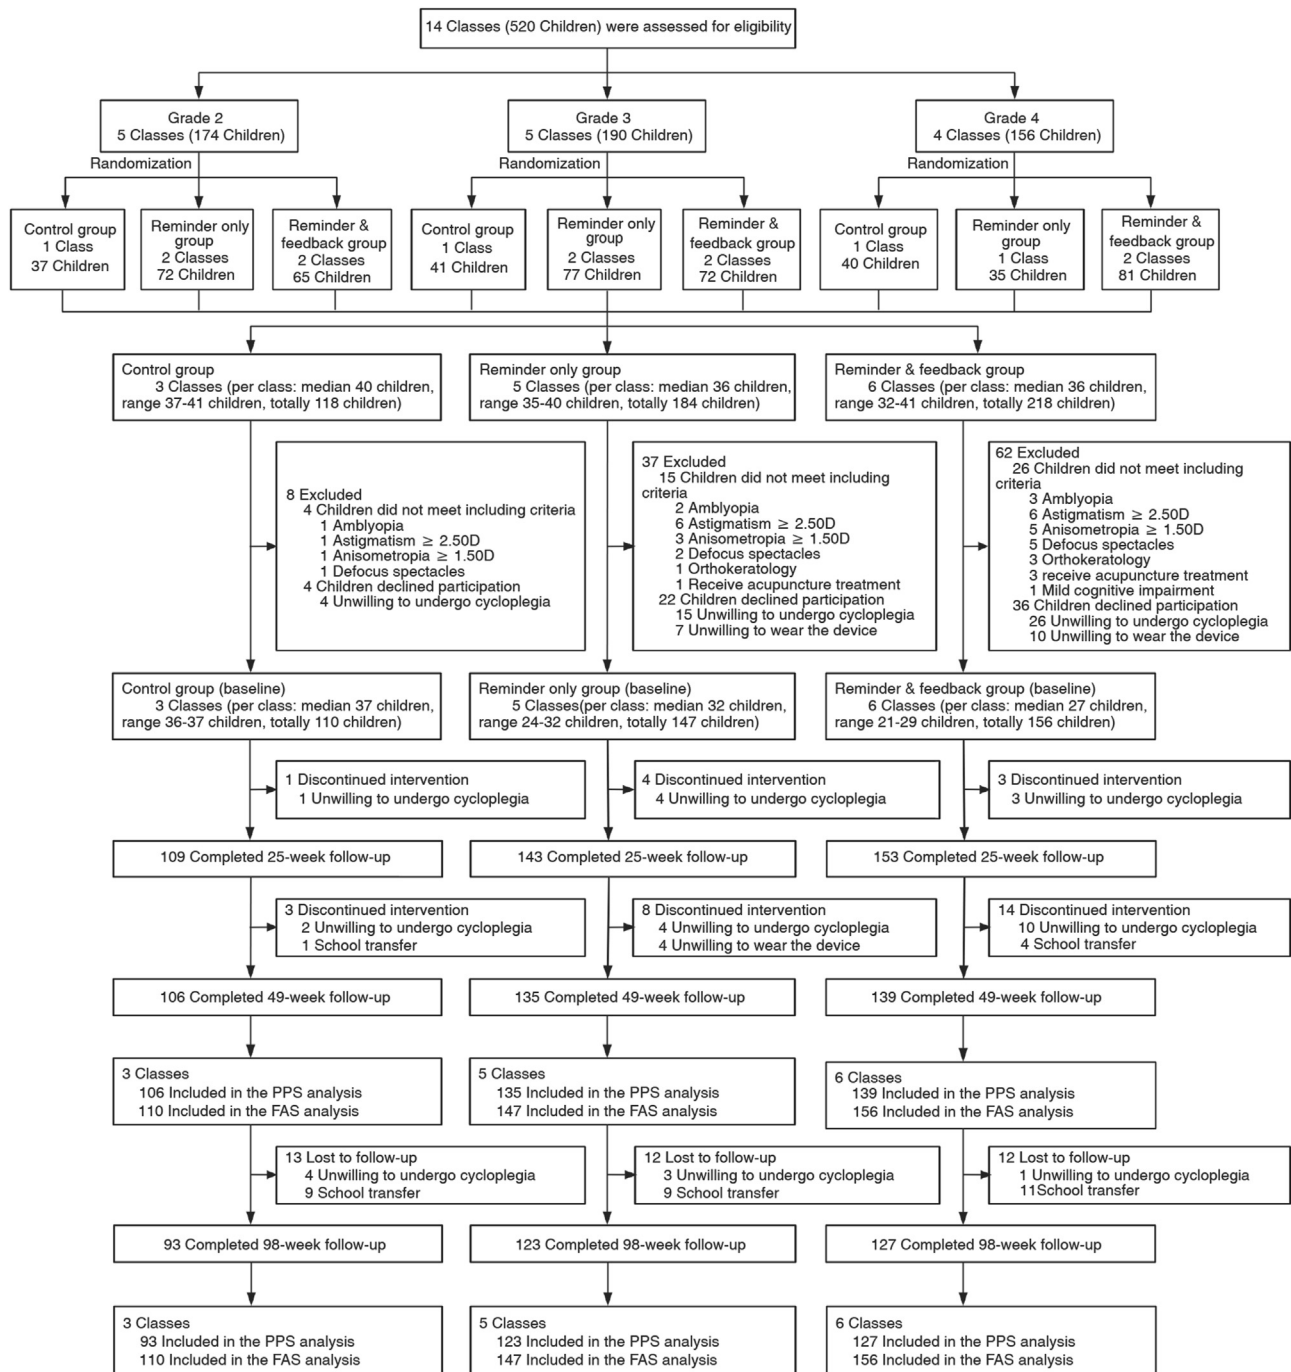 14 Classes (520 Children) were assessed for eligibility
Grade 2
5 Classes (174 Children)
Grade 3
5 Classes (190 Children)
Grade 4
4 Classes (156 Children)
Randomization
Randomization
Randomization
Control group
1 Class
37 Children
Reminder only
group
2 Classes
72 Children
Reminder &
feedback group
2 Classes
65 Children
Control group
1 Class
41 Children
Reminder only
group
2 Classes
77 Children
Reminder &
feedback group
2 Classes
72 Children
Control group
1 Class
40 Children
Reminder only
group
1 Class
35 Children
Reminder &
feedback group
2 Classes
81 Children
Control group
3 Classes (per class: median 40 children,
range 37-41 children, totally 118 children)
Reminder only group
5 Classes (per class: median 36 children,
range 35-40 children, totally 184 children)
Reminder & feedback group
6 Classes (per class: median 36 children,
range 32-41 children, totally 218 children)
8 Excluded
4 Children did not meet including criteria
1 Amblyopia
1 Astigmatism ≥ 2.50D
1 Anisometropia ≥ 1.50D
1 Defocus spectacles
4 Children declined participation
4 Unwilling to undergo cycloplegia
37 Excluded
15 Children did not meet including
criteria
2 Amblyopia
6 Astigmatism ≥ 2.50D
3 Anisometropia ≥ 1.50D
2 Defocus spectacles
1 Orthokeratology
1 Receive acupuncture treatment
22 Children declined participation
15 Unwilling to undergo cycloplegia
7 Unwilling to wear the device
62 Excluded
26 Children did not meet including
criteria
3 Amblyopia
6 Astigmatism ≥ 2.50D
5 Anisometropia ≥ 1.50D
5 Defocus spectacles
3 Orthokeratology
3 receive acupuncture treatment
1 Mild cognitive impairment
36 Children declined participation
26 Unwilling to undergo cycloplegia
10 Unwilling to wear the device
Control group (baseline)
3 Classes (per class: median 37 children,
range 36-37 children, totally 110 children)
Reminder only group (baseline)
5 Classes(per class: median 32 children,
range 24-32 children, totally 147 children)
Reminder & feedback group (baseline)
6 Classes (per class: median 27 children,
range 21-29 children, totally 156 children)
1 Discontinued intervention
1 Unwilling to undergo cycloplegia
4 Discontinued intervention
4 Unwilling to undergo cycloplegia
3 Discontinued intervention
3 Unwilling to undergo cycloplegia
109 Completed 25-week follow-up
143 Completed 25-week follow-up
153 Completed 25-week follow-up
3 Discontinued intervention
2 Unwilling to undergo cycloplegia
1 School transfer
8 Discontinued intervention
4 Unwilling to undergo cycloplegia
4 Unwilling to wear the device
14 Discontinued intervention
10 Unwilling to undergo cycloplegia
4 School transfer
106 Completed 49-week follow-up
135 Completed 49-week follow-up
139 Completed 49-week follow-up
3 Classes
106 Included in the PPS analysis
110 Included in the FAS analysis
5 Classes
135 Included in the PPS analysis
147 Included in the FAS analysis
6 Classes
139 Included in the PPS analysis
156 Included in the FAS analysis
13 Lost to follow-up
4 Unwilling to undergo cycloplegia
9 School transfer
12 Lost to follow-up
3 Unwilling to undergo cycloplegia
9 School transfer
12 Lost to follow-up
1 Unwilling to undergo cycloplegia
11School transfer
93 Completed 98-week follow-up
123 Completed 98-week follow-up
127 Completed 98-week follow-up
3 Classes
93 Included in the PPS analysis
110 Included in the FAS analysis
5 Classes
123 Included in the PPS analysis
147 Included in the FAS analysis
6 Classes
127 Included in the PPS analysis
156 Included in the FAS analysis